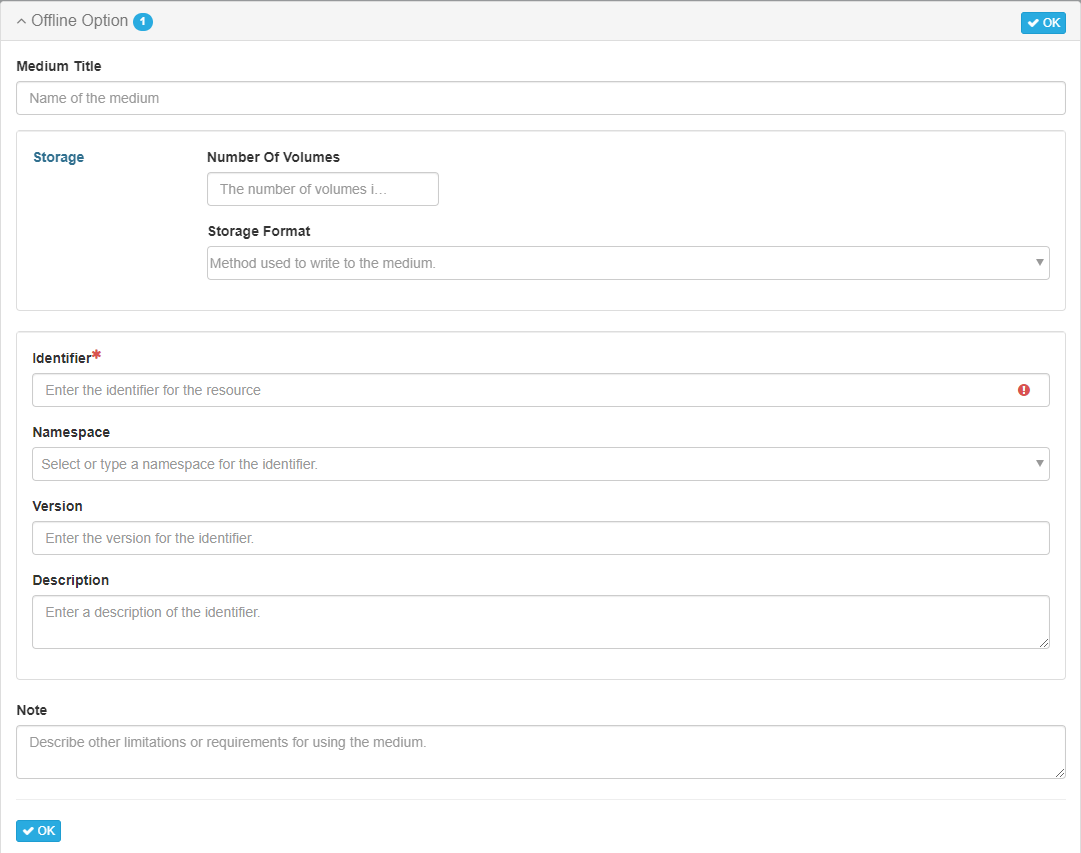 Offline Option 1
OK
Medium Title
Name of the medium
Storage
Number Of Volumes
The number of volumes i…
Storage Format
Method used to write to the medium.
Identifier*
Enter the identifier for the resource
Namespace
Select or type a namespace for the identifier.
Version
Enter the version for the identifier.
Description
Enter a description of the identifier.
Note
Describe other limitations or requirements for using the medium.
OK